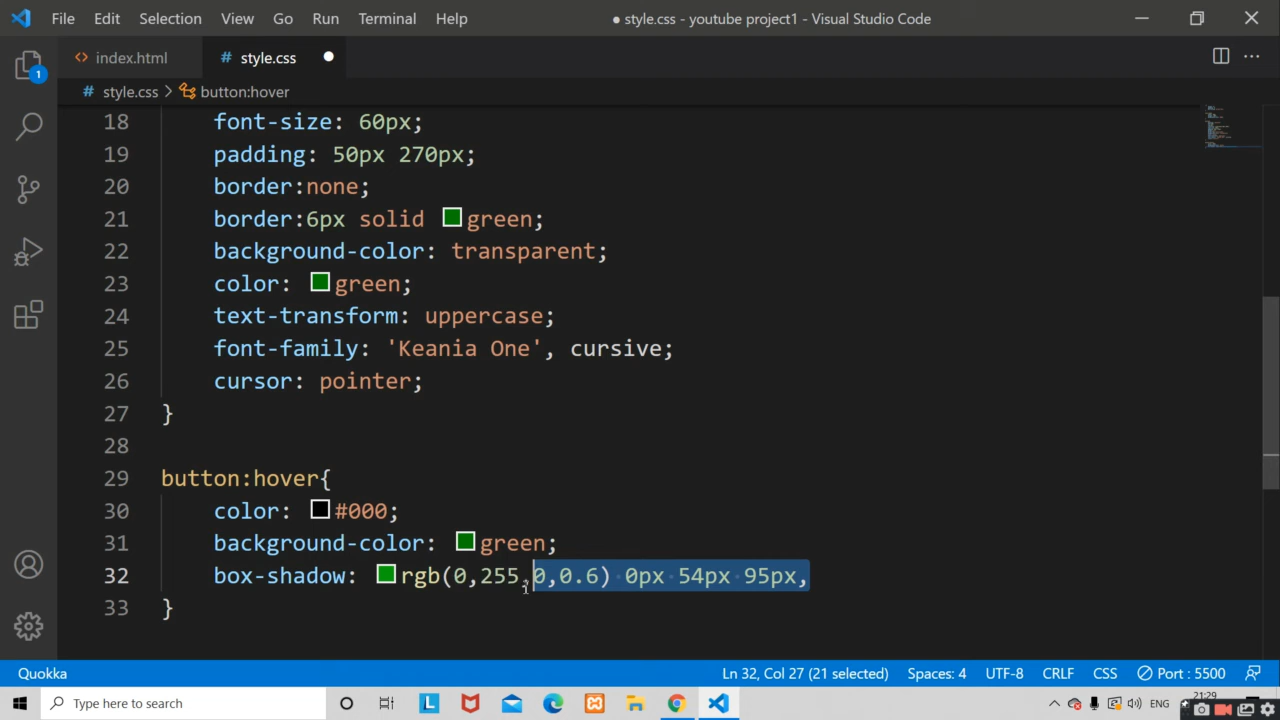 File Edit Selection View Go Run Terminal Help
● style.css - youtube project1 - Visual Studio Code
<> index.html
# style.css ●
# style.css > button:hover
18 font-size: 60px;
19 padding: 50px 270px;
20 border:none;
21 border:6px solid green;
22 background-color: transparent;
23 color: green;
24 text-transform: uppercase;
25 font-family: 'Keania One', cursive;
26 cursor: pointer;
27 }
28
29 button:hover{
30 color: #000;
31 background-color: green;
32 box-shadow: rgb(0,255,0,0.6) 0px 54px 95px,
33 }
1
Quokka
Ln 32, Col 27 (21 selected) Spaces: 4 UTF-8 CRLF CSS Port : 5500
Type here to search
L
ENG
21:29